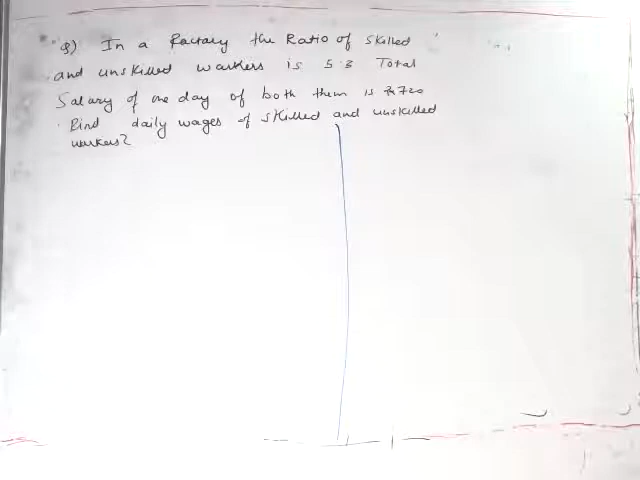 Q) In a factory the Ratio of skilled
and unskilled workers is 5:3 Total
Salary of one day of both them is ₹720
Find daily wages of skilled and unskilled
workers?